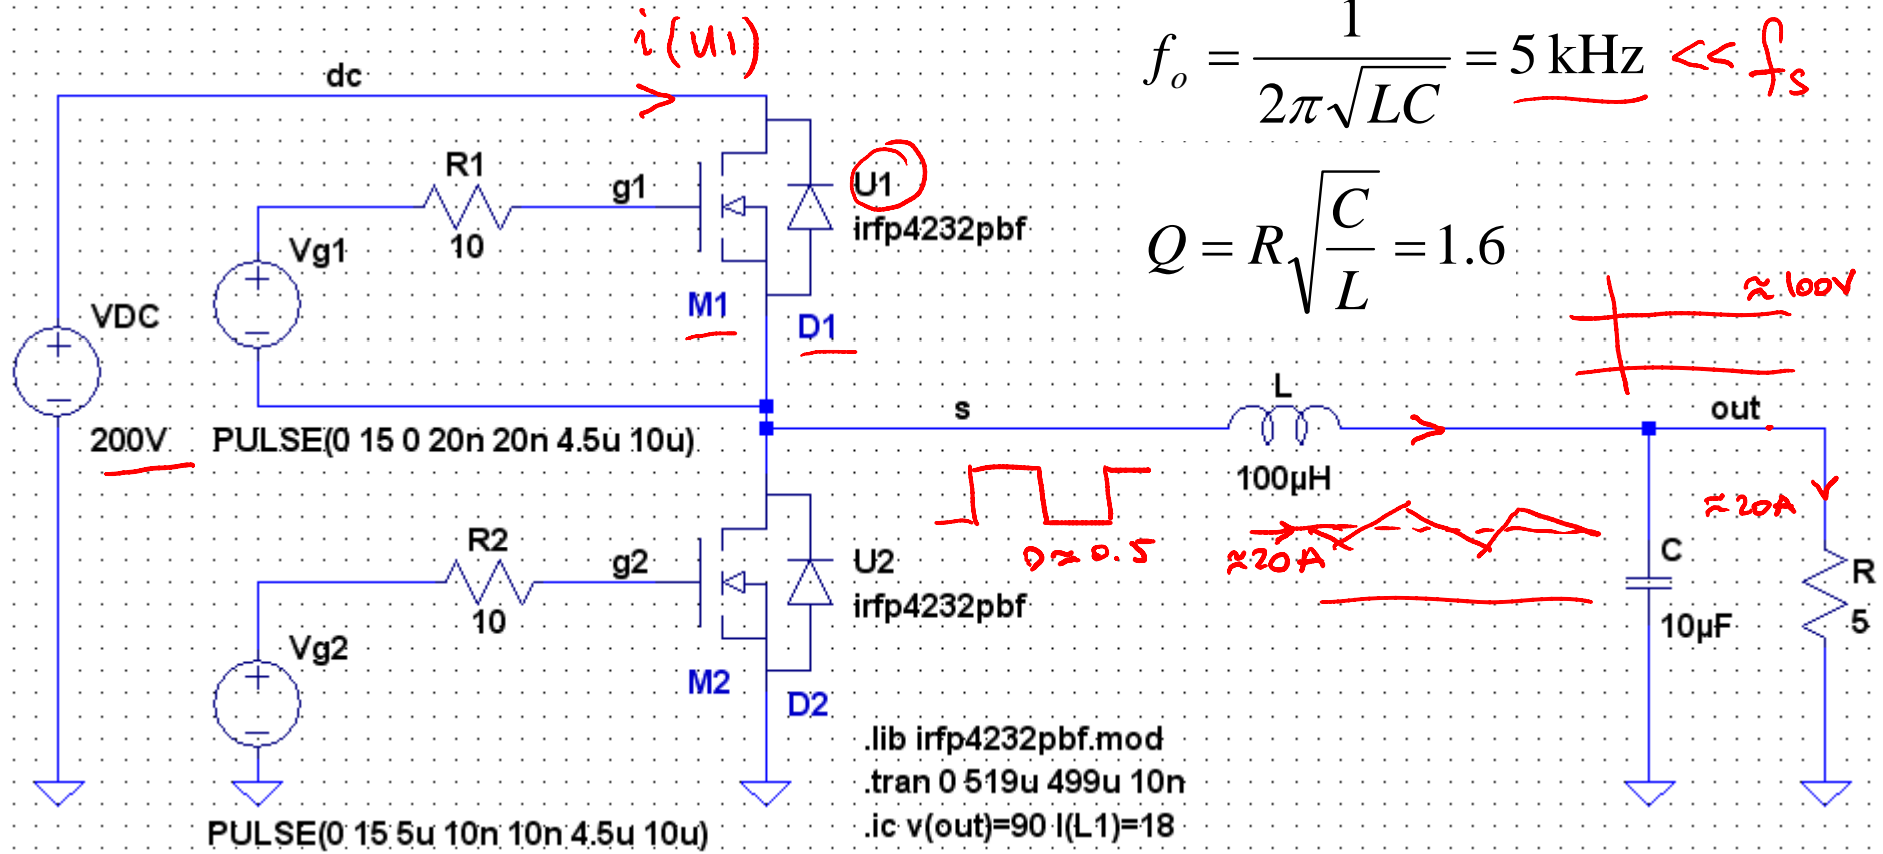 i(U1)
dc
f_o = 1 / (2π√(LC)) = 5 kHz << f_s
R1
10
g1
U1
irfp4232pbf
Vg1
+
−
Q = R√(C/L) = 1.6
M1
D1
≈100V
VDC
+
−
200V
PULSE(0 15 0 20n 20n 4.5u 10u)
s
L
100µH
out
D≈0.5
≈20A
≈20A
R2
10
g2
U2
irfp4232pbf
C
10µF
R
5
Vg2
+
−
M2
D2
.lib irfp4232pbf.mod
.tran 0 519u 499u 10n
.ic v(out)=90 I(L1)=18
PULSE(0 15 5u 10n 10n 4.5u 10u)